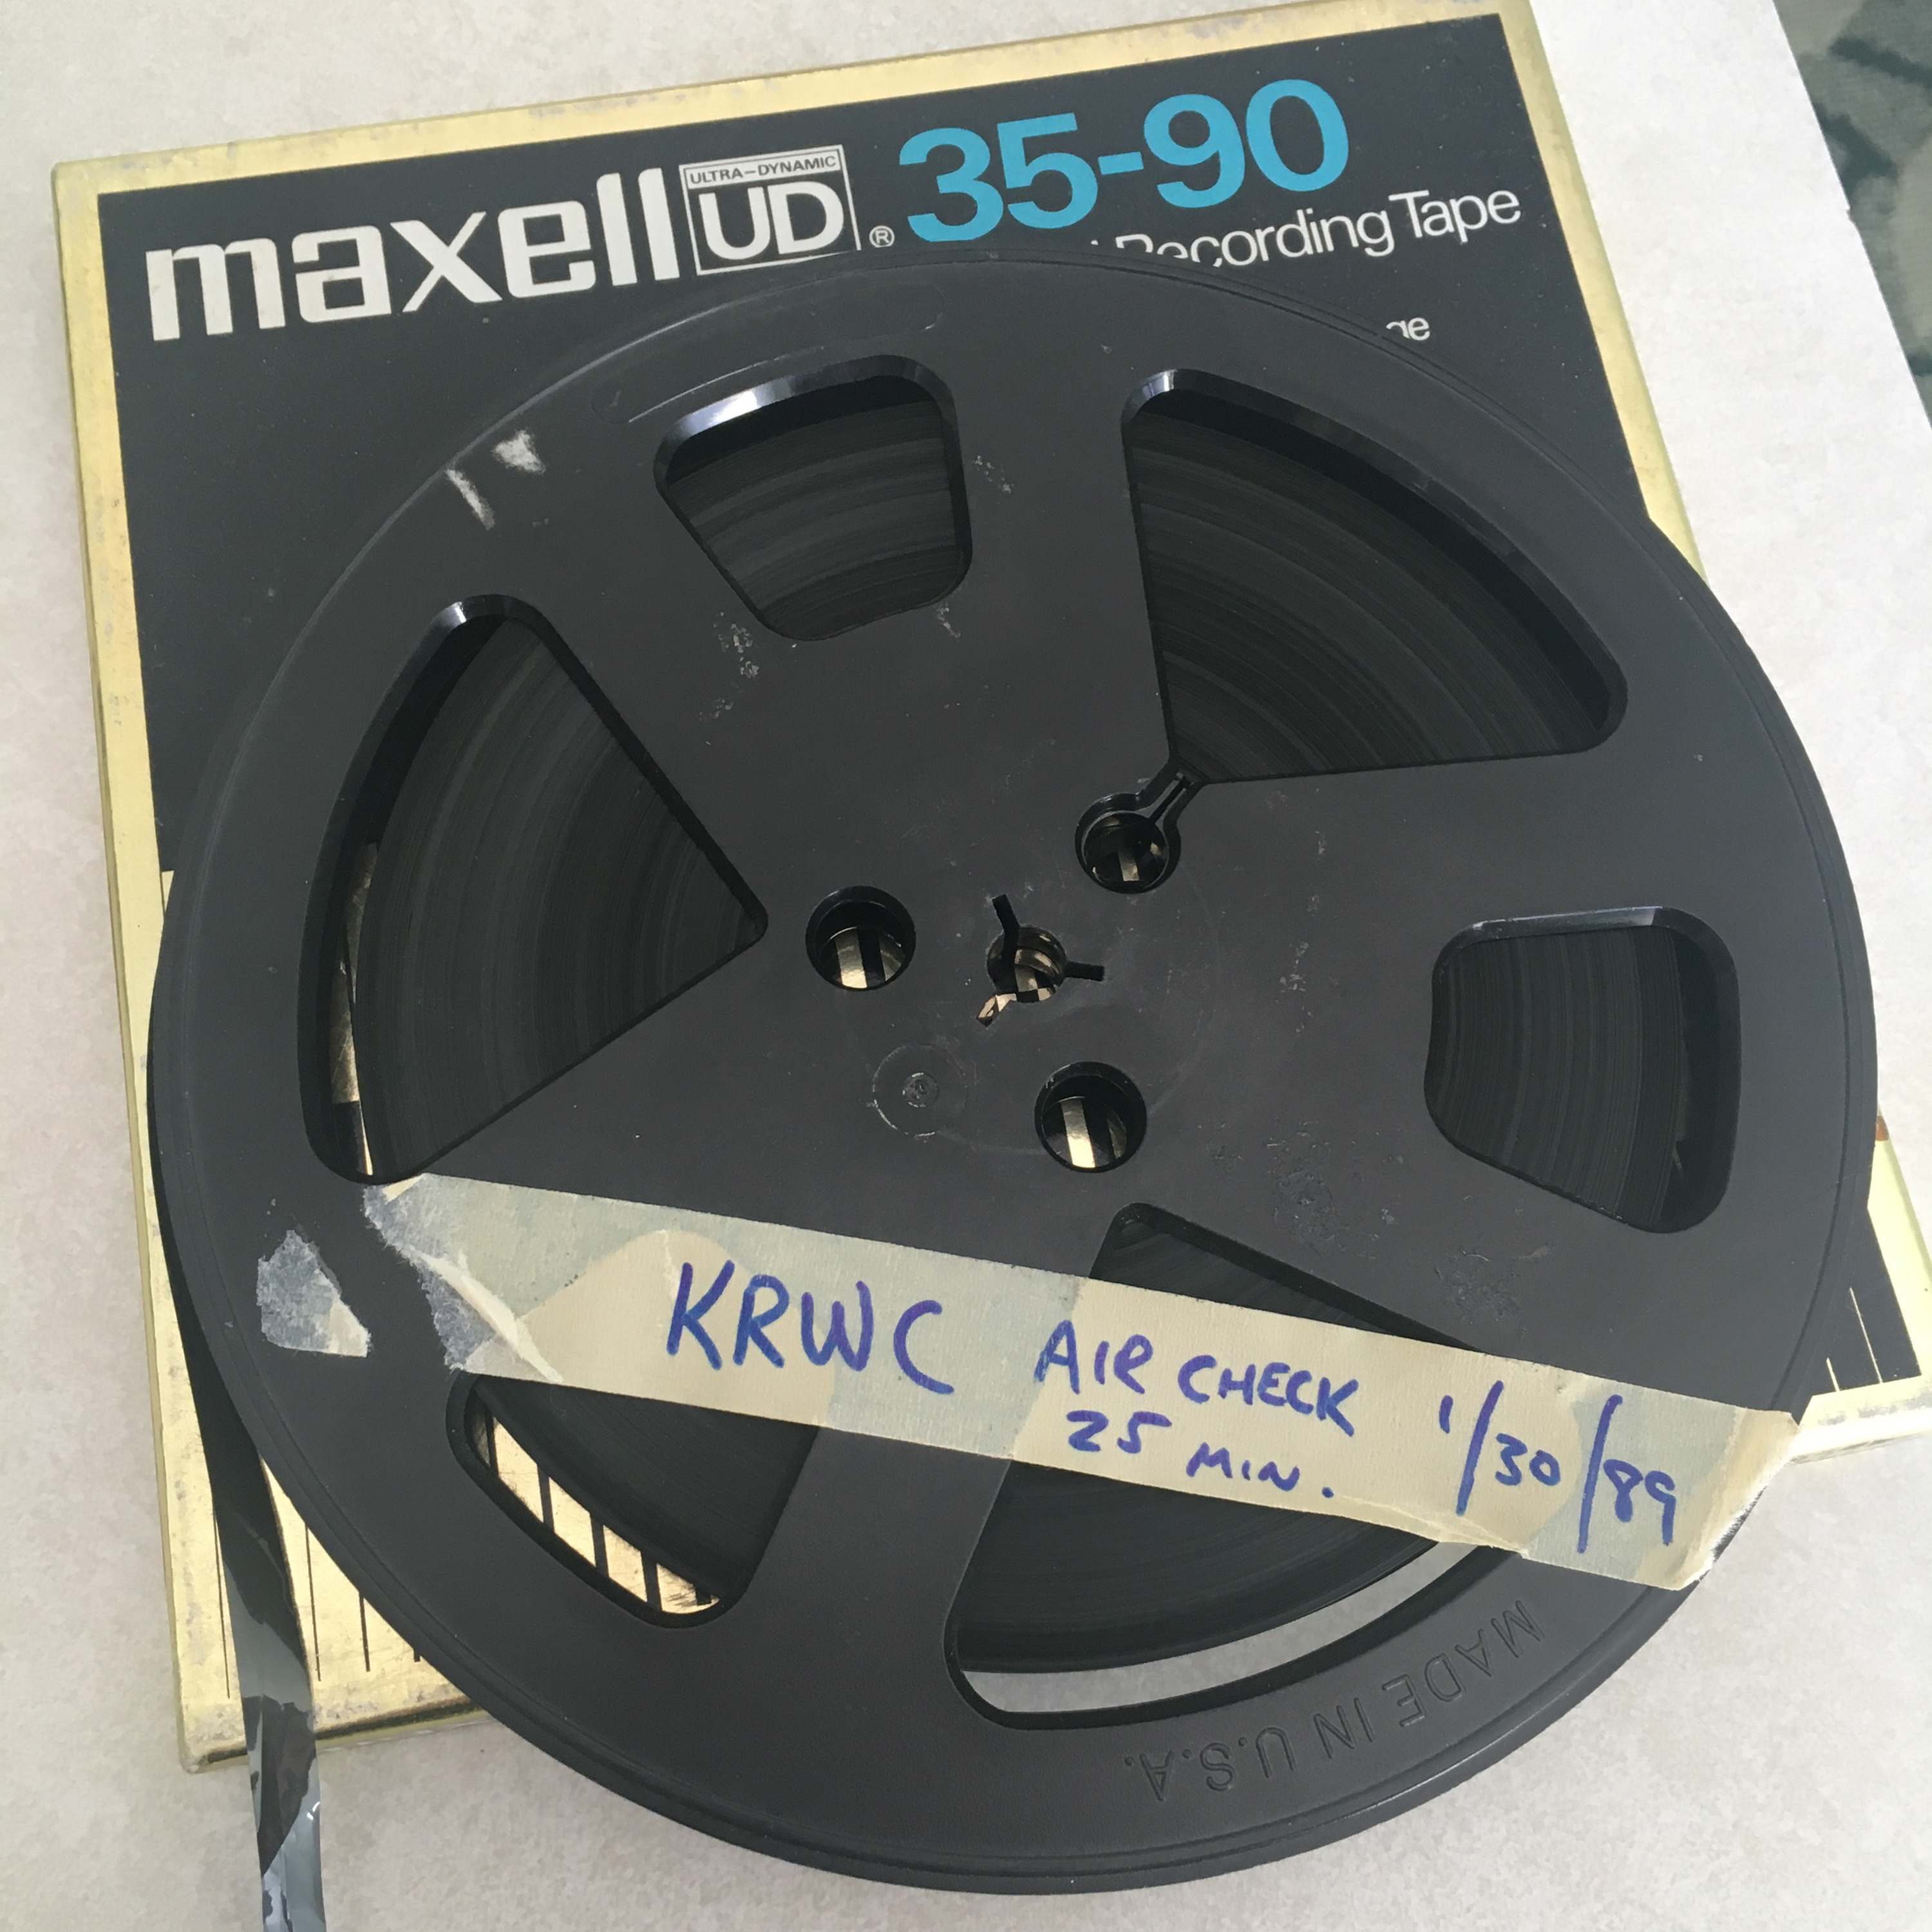 maxell ULTRA-DYNAMIC UD ® 35-90
Recording Tape
KRWC AIR CHECK 1/30/89
25 MIN.
MADE IN U.S.A.